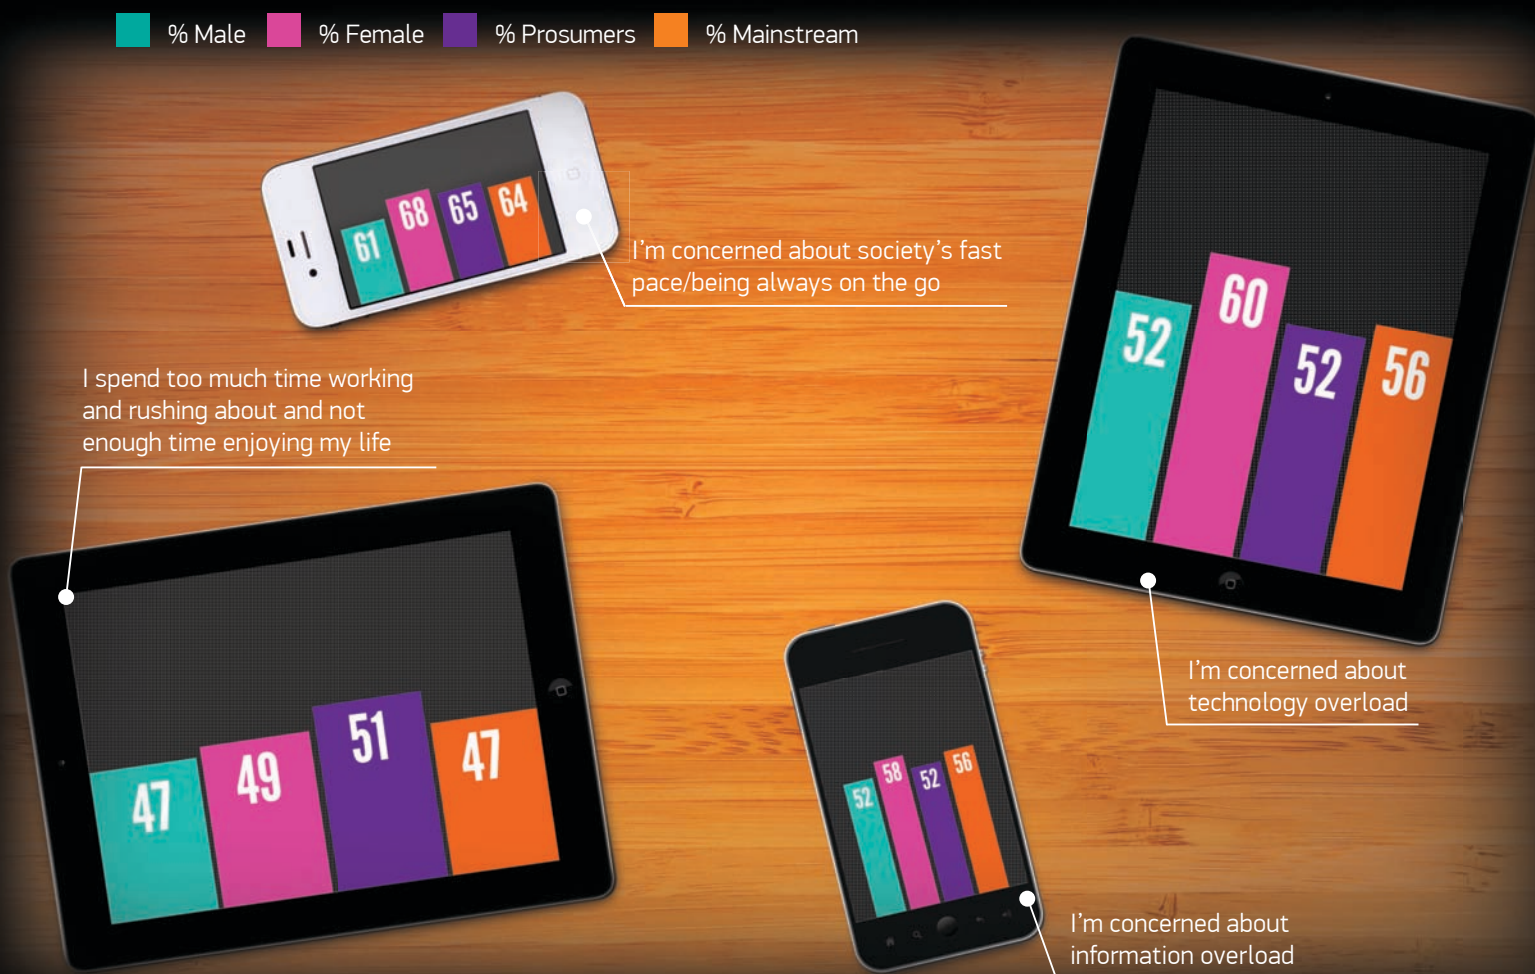 % Male % Female % Prosumers % Mainstream
61 68 65 64
I'm concerned about society's fast
pace/being always on the go
52 60 52 56
I'm concerned about
technology overload
I spend too much time working
and rushing about and not
enough time enjoying my life
47 49 51 47
52 58 52 56
I'm concerned about
information overload